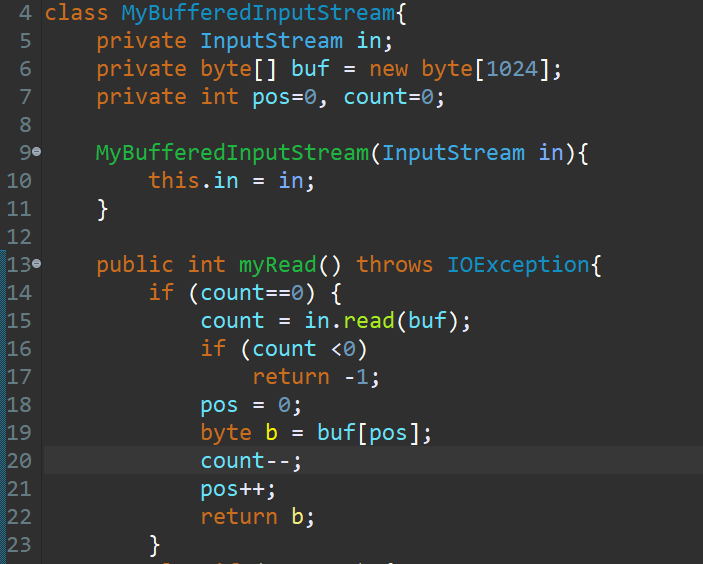 4 class MyBufferedInputStream{
5 private InputStream in;
6 private byte[] buf = new byte[1024];
7 private int pos=0, count=0;
8
9 MyBufferedInputStream(InputStream in){
10 this.in = in;
11 }
12
13 public int myRead() throws IOException{
14 if (count==0) {
15 count = in.read(buf);
16 if (count <0)
17 return -1;
18 pos = 0;
19 byte b = buf[pos];
20 count--;
21 pos++;
22 return b;
23 }